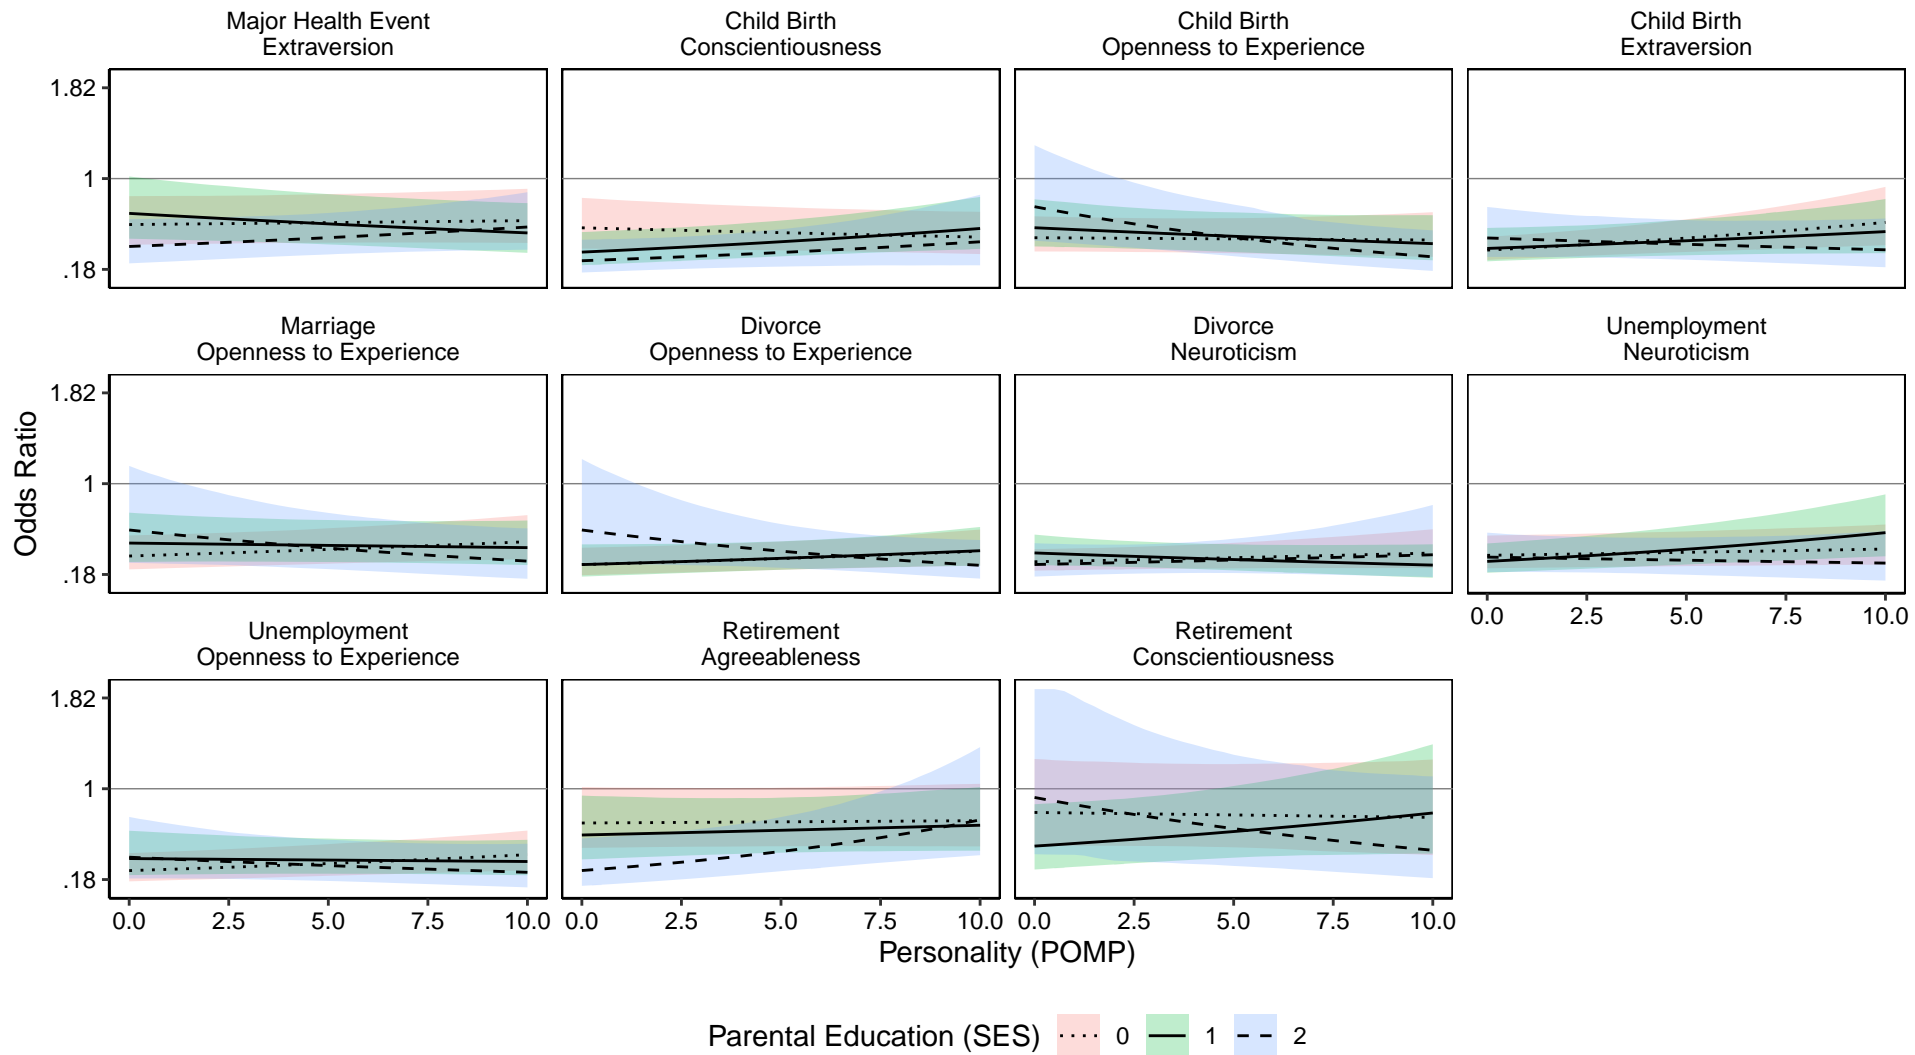 Major Health Event
Extraversion
Child Birth
Conscientiousness
Child Birth
Openness to Experience
Child Birth
Extraversion
1.82
1
.18
Marriage
Openness to Experience
Divorce
Openness to Experience
Divorce
Neuroticism
Unemployment
Neuroticism
1.82
1
.18
0.0 2.5 5.0 7.5 10.0
Unemployment
Openness to Experience
Retirement
Agreeableness
Retirement
Conscientiousness
1.82
1
.18
0.0 2.5 5.0 7.5 10.0
0.0 2.5 5.0 7.5 10.0
0.0 2.5 5.0 7.5 10.0
Odds Ratio
Personality (POMP)
Parental Education (SES) 0 1 2